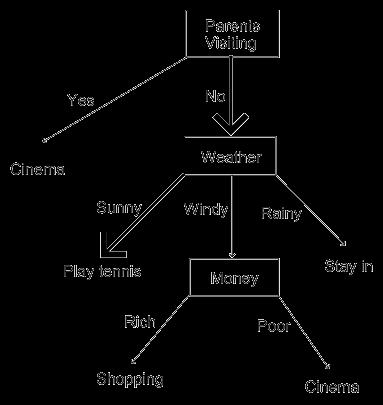 Parents
Visiting
Yes
No
Cinema
Weather
Sunny
Windy
Rainy
Play tennis
Money
Stay in
Rich
Poor
Shopping
Cinema